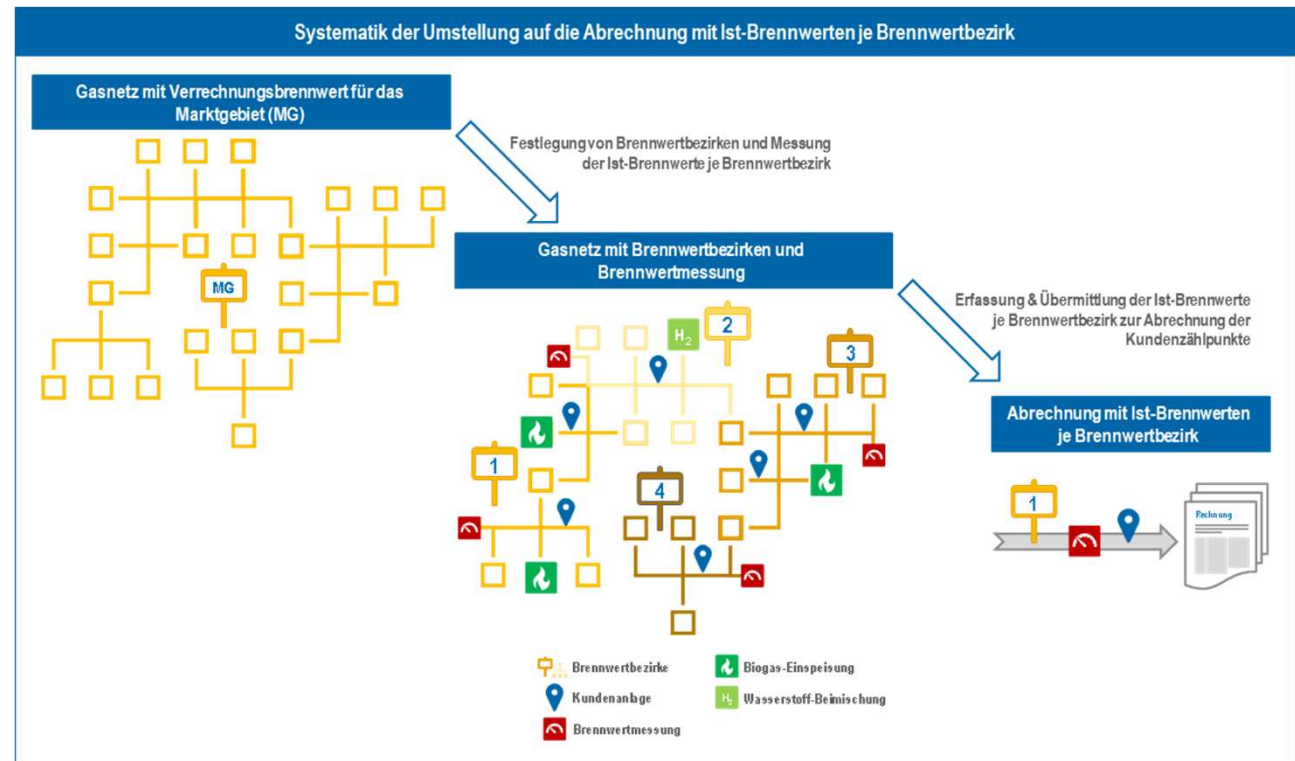 Systematik der Umstellung auf die Abrechnung mit Ist-Brennwerten je Brennwertbezirk
Gasnetz mit Verrechnungsbrennwert für das
Marktgebiet (MG)
MG
Festlegung von Brennwertbezirken und Messung
der Ist-Brennwerte je Brennwertbezirk
Gasnetz mit Brennwertbezirken und
Brennwertmessung
H2
2
3
1
4
Erfassung & Übermittlung der Ist-Brennwerte
je Brennwertbezirk zur Abrechnung der
Kundenzählpunkte
Abrechnung mit Ist-Brennwerten
je Brennwertbezirk
1
Rechnung
Brennwertbezirke
Kundenanlage
Brennwertmessung
Biogas-Einspeisung
H2
Wasserstoff-Beimischung